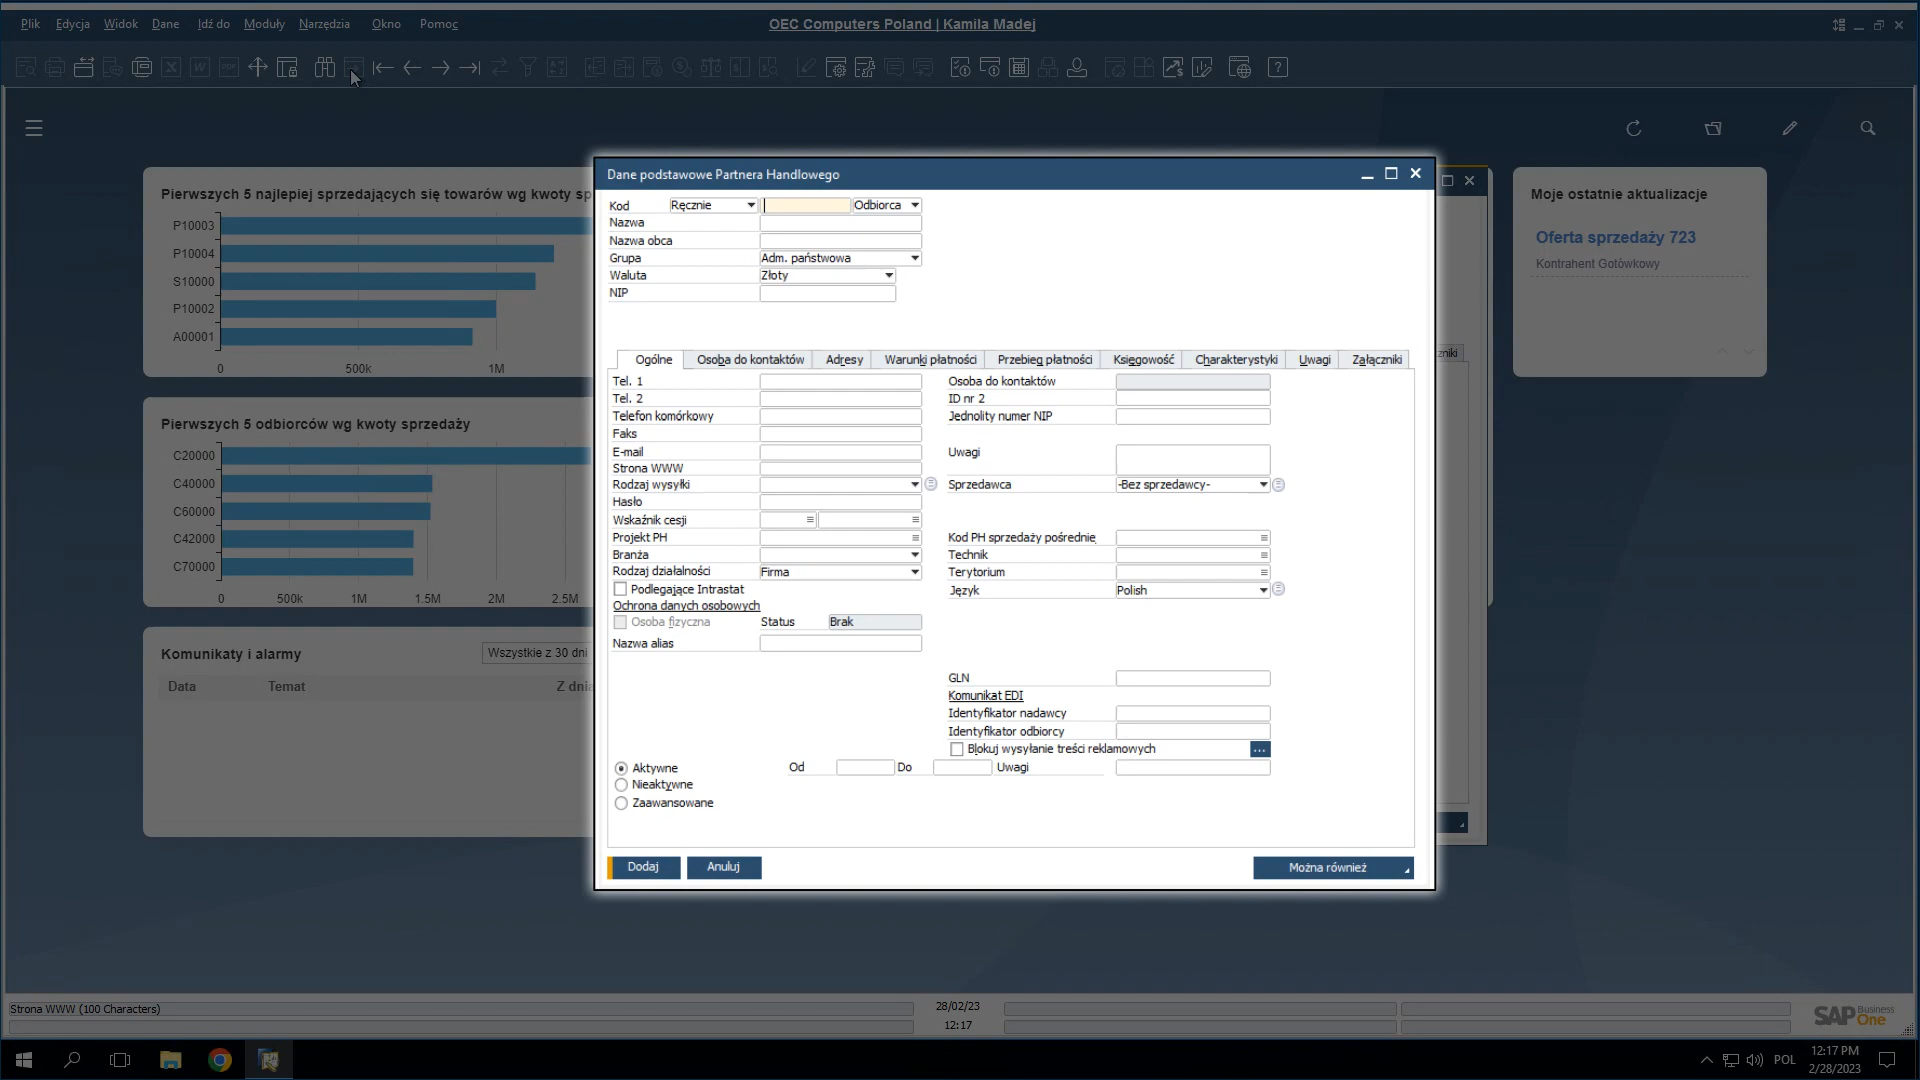 Plik Edycja Widok Dane Idź do Moduły Narzędzia Okno Pomoc
OEC Computers Poland | Kamila Madej
Pierwszych 5 najlepiej sprzedających się towarów wg kwoty sp
P10003
P10004
S10000
P10002
A00001
0 500k 1M
Pierwszych 5 odbiorców wg kwoty sprzedaży
C20000
C40000
C60000
C42000
C70000
0 500k 1M 1.5M 2M 2.5M
Komunikaty i alarmy
Wszystkie z 30 dni
Data Temat Z dnia
Dane podstawowe Partnera Handlowego
Kod Ręcznie Odbiorca
Nazwa
Nazwa obca
Grupa Adm. państwowa
Waluta Złoty
NIP
Ogólne Osoba do kontaktów Adresy Warunki płatności Przebieg płatności Księgowość Charakterystyki Uwagi Załączniki
Tel. 1 Osoba do kontaktów
Tel. 2 ID nr 2
Telefon komórkowy Jednolity numer NIP
Faks
E-mail Uwagi
Strona WWW
Rodzaj wysyłki Sprzedawca -Bez sprzedawcy-
Hasło
Wskaźnik cesji
Projekt PH Kod PH sprzedaży pośrednie
Branża Technik
Rodzaj działalności Firma Terytorium
Podlegające Intrastat Język Polish
Ochrona danych osobowych
Osoba fizyczna Status Brak
Nazwa alias
GLN
Komunikat EDI
Identyfikator nadawcy
Identyfikator odbiorcy
Blokuj wysyłanie treści reklamowych ...
Aktywne Od Do Uwagi
Nieaktywne
Zaawansowane
Dodaj Anuluj Można również
zniki
Moje ostatnie aktualizacje
Oferta sprzedaży 723
Kontrahent Gotówkowy
Strona WWW (100 Characters)
28/02/23
12:17
SAP Business One
POL
12:17 PM
2/28/2023